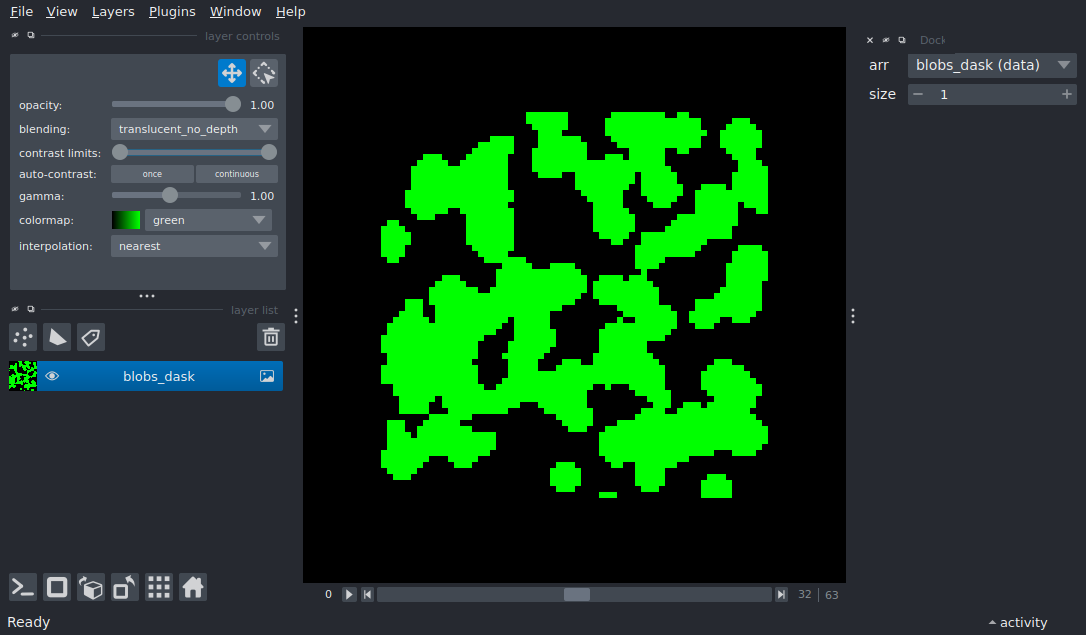 File View Layers Plugins Window Help
layer controls
opacity: 1.00
blending: translucent_no_depth
contrast limits:
auto-contrast: once continuous
gamma: 1.00
colormap: green
interpolation: nearest
layer list
blobs_dask
0 32 63
Ready
activity
Dock
arr blobs_dask (data)
size 1